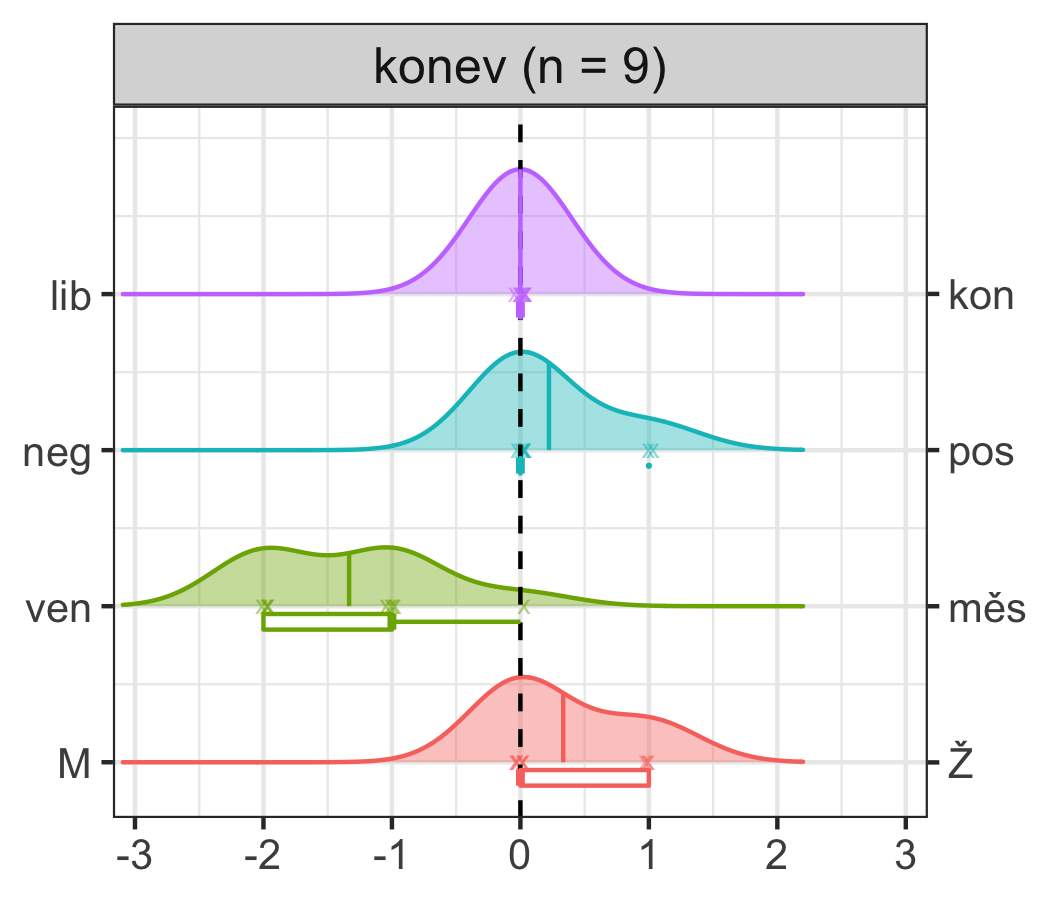 konev (n = 9)
lib kon
neg pos
ven měs
M Ž
-3 -2 -1 0 1 2 3